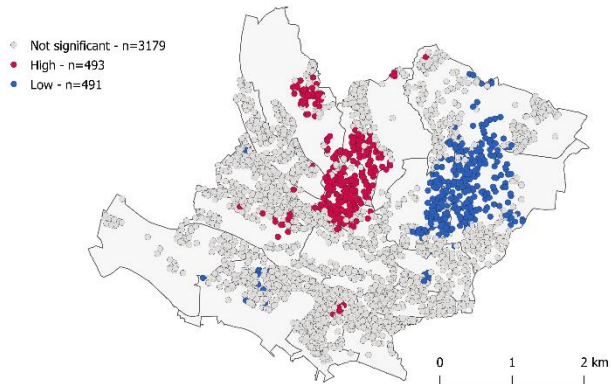 Not significant - n=3179
High - n=493
Low - n=491
0 1 2 km